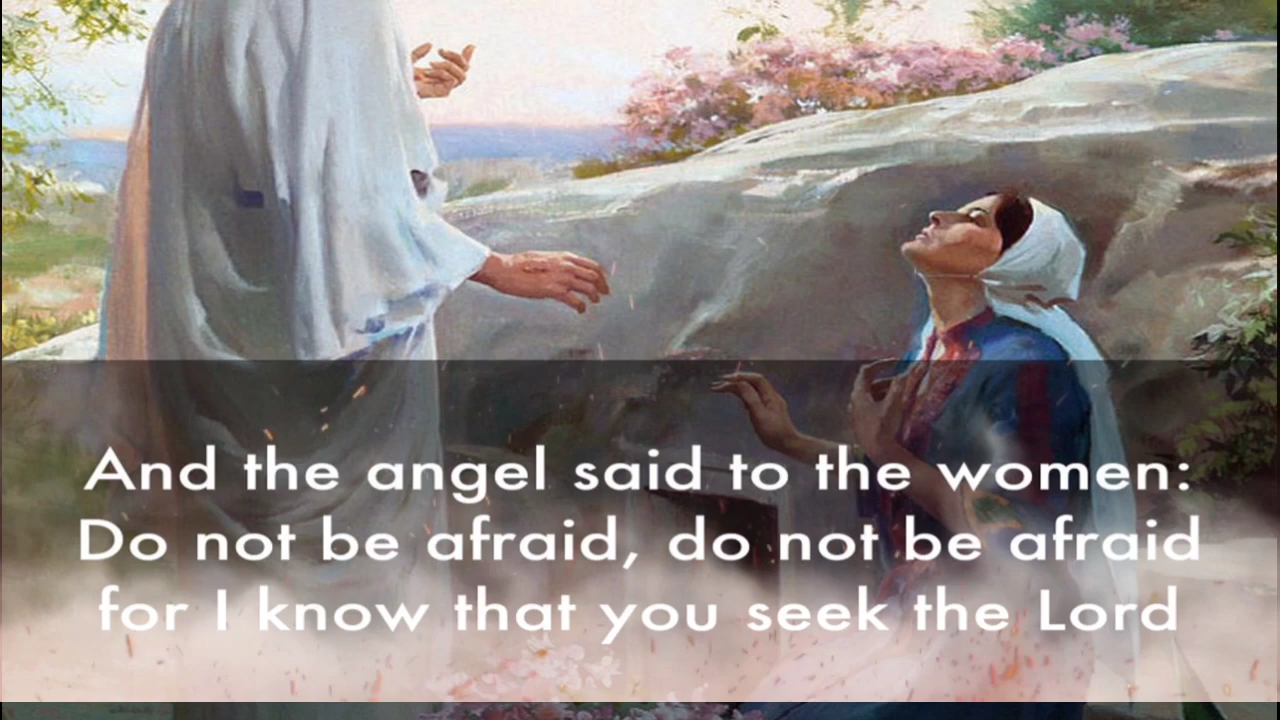 And the angel said to the women:
Do not be afraid, do not be afraid
for I know that you seek the Lord